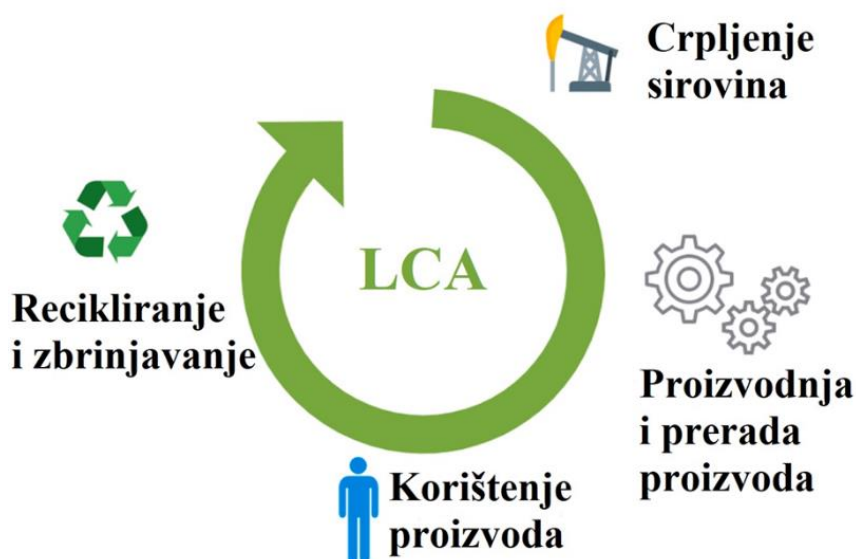 Crpljenje
sirovina
LCA
Recikliranje
i zbrinjavanje
Proizvodnja
i prerada
proizvoda
Korištenje
proizvoda